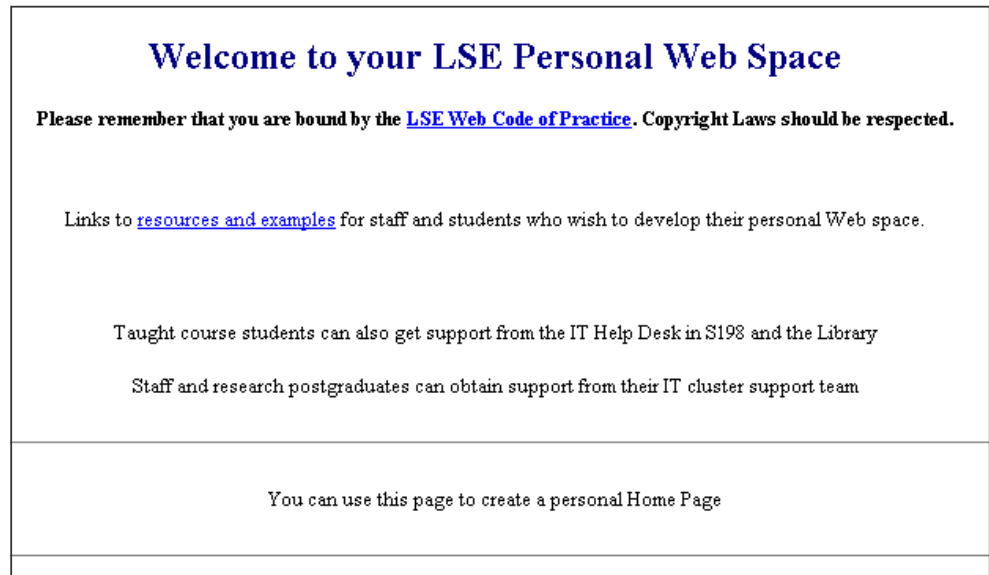 Welcome to your LSE Personal Web Space
Please remember that you are bound by the LSE Web Code of Practice. Copyright Laws should be respected.
Links to resources and examples for staff and students who wish to develop their personal Web space.
Taught course students can also get support from the IT Help Desk in S198 and the Library
Staff and research postgraduates can obtain support from their IT cluster support team
You can use this page to create a personal Home Page